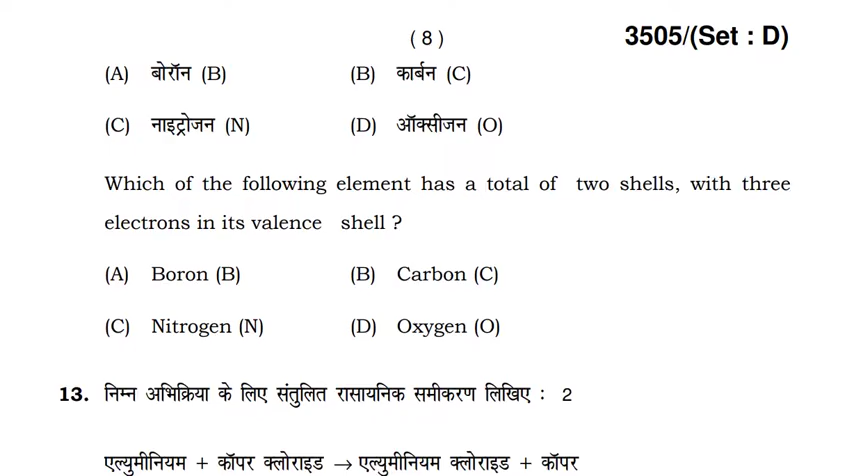 ( 8 )
3505/(Set : D)
(A) बोरॉन (B) (B) कार्बन (C)
(C) नाइट्रोजन (N) (D) ऑक्सीजन (O)
Which of the following element has a total of two shells, with three
electrons in its valence shell ?
(A) Boron (B) (B) Carbon (C)
(C) Nitrogen (N) (D) Oxygen (O)
13. निम्न अभिक्रिया के लिए संतुलित रासायनिक समीकरण लिखिए : 2
एल्युमीनियम + कॉपर क्लोराइड → एल्युमीनियम क्लोराइड + कॉपर